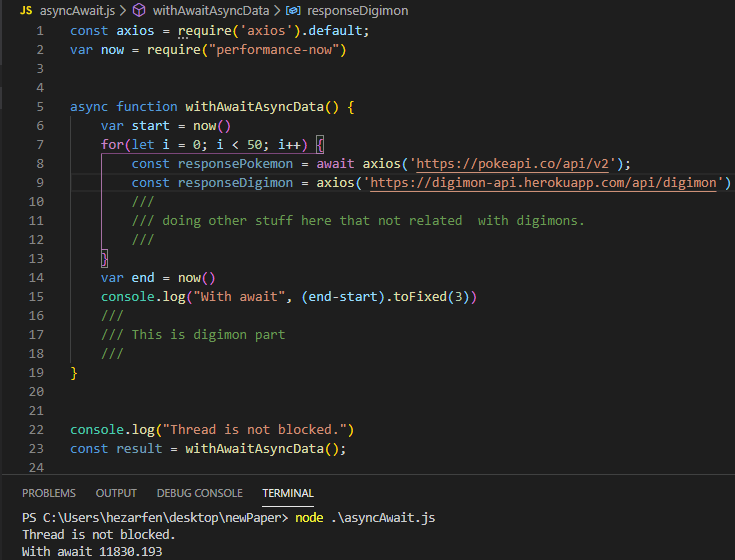 JS asyncAwait.js > withAwaitAsyncData > responseDigimon
1 const axios = require('axios').default;
2 var now = require("performance-now")
3
4
5 async function withAwaitAsyncData() {
6 var start = now()
7 for(let i = 0; i < 50; i++) {
8 const responsePokemon = await axios('https://pokeapi.co/api/v2');
9 const responseDigimon = axios('https://digimon-api.herokuapp.com/api/digimon')
10 ///
11 /// doing other stuff here that not related  with digimons.
12 ///
13 }
14 var end = now()
15 console.log("With await", (end-start).toFixed(3))
16 ///
17 /// This is digimon part
18 ///
19 }
20
21
22 console.log("Thread is not blocked.")
23 const result = withAwaitAsyncData();
24
PROBLEMS OUTPUT DEBUG CONSOLE TERMINAL
PS C:\Users\hezarfen\desktop\newPaper> node .\asyncAwait.js
Thread is not blocked.
With await 11830.193